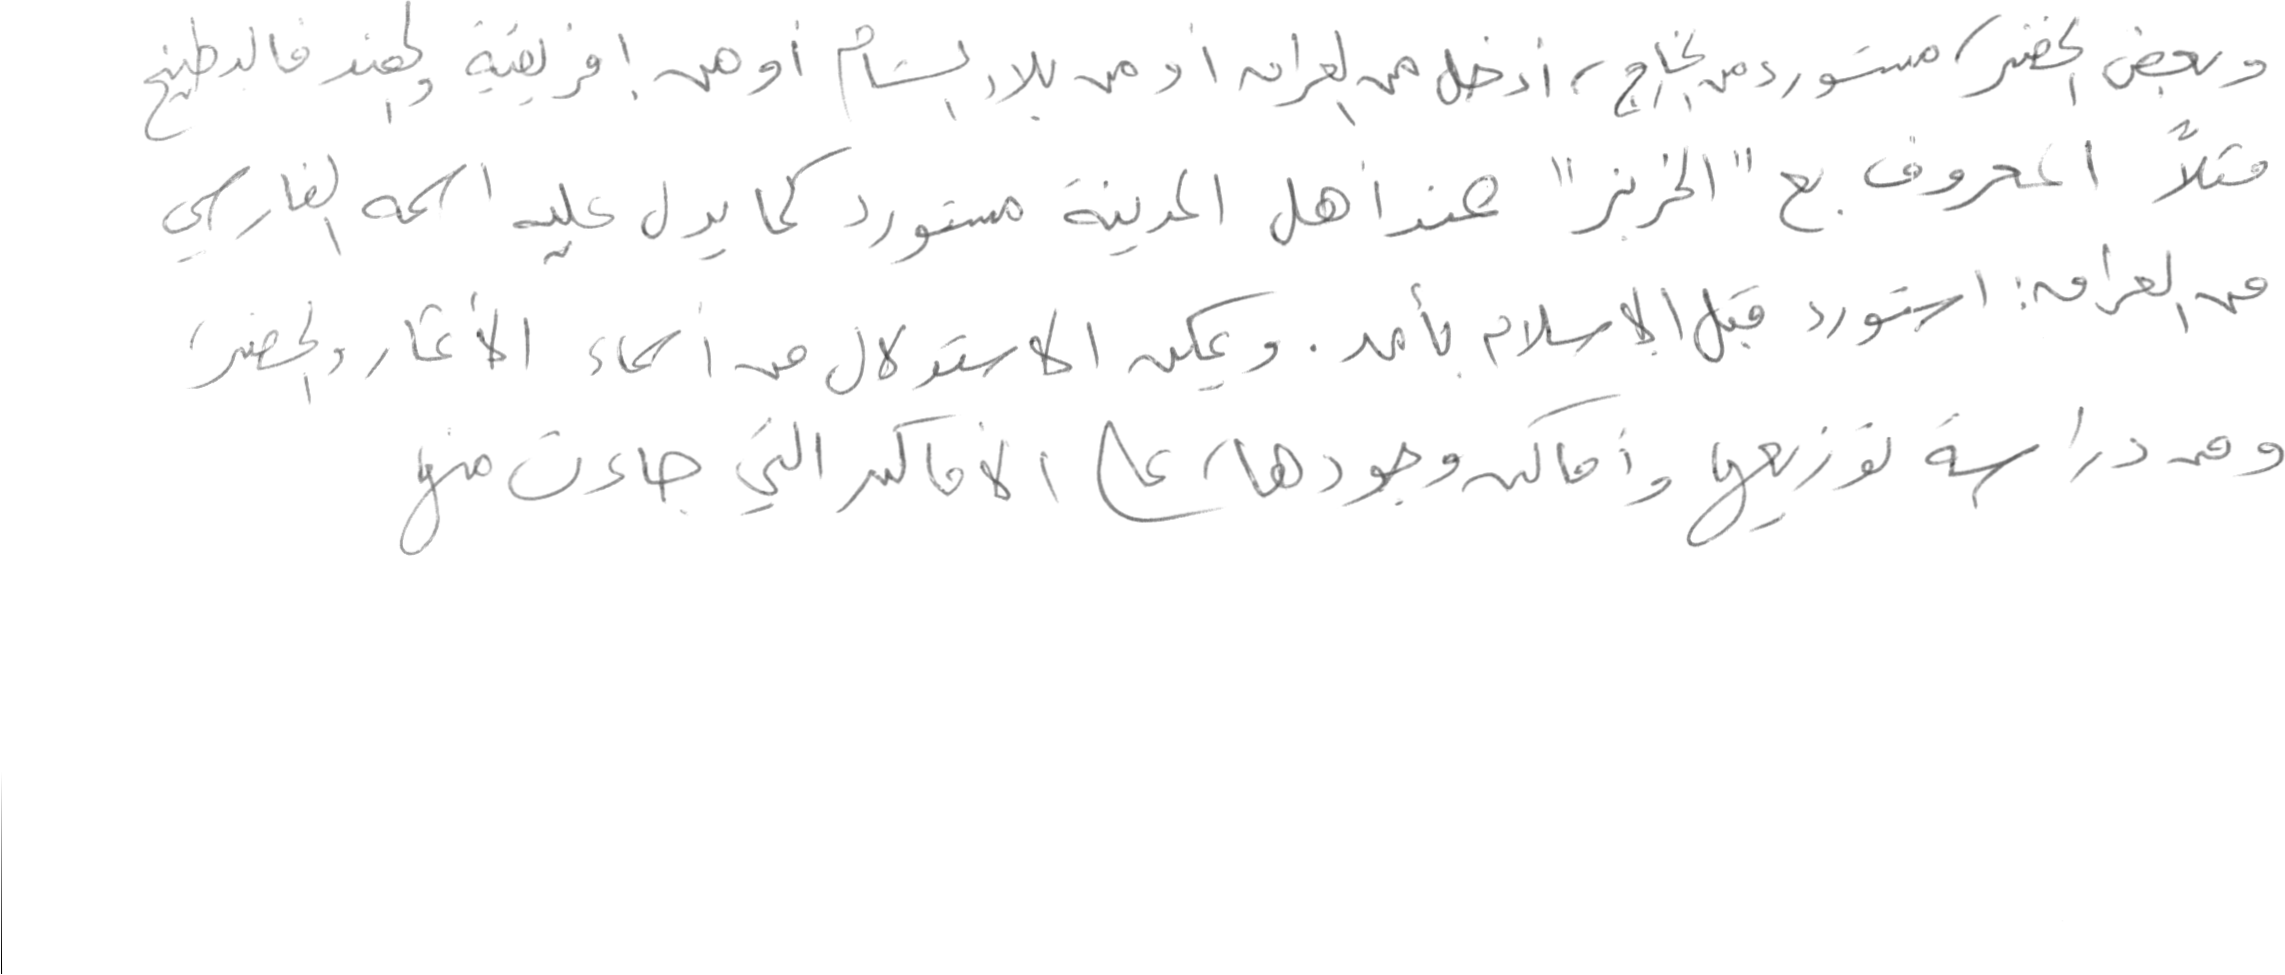 وبعض الخضر، مستورد من الخارج، أدخل من العراق أو من بلاد الشام أو من إفريقية والهند فالبطيخ
مثلاً المعروف بـ "الخربز" عند أهل المدينة مستورد كما يدل عليه اسمه الفارسي
من العراق: استورد قبل الإسلام بأمد. ويمكن الاستدلال من أسماء الأثمار والخضر،
ومن دراسة توزيعها وأماكن وجودها، على الأماكن التي جاءت منها